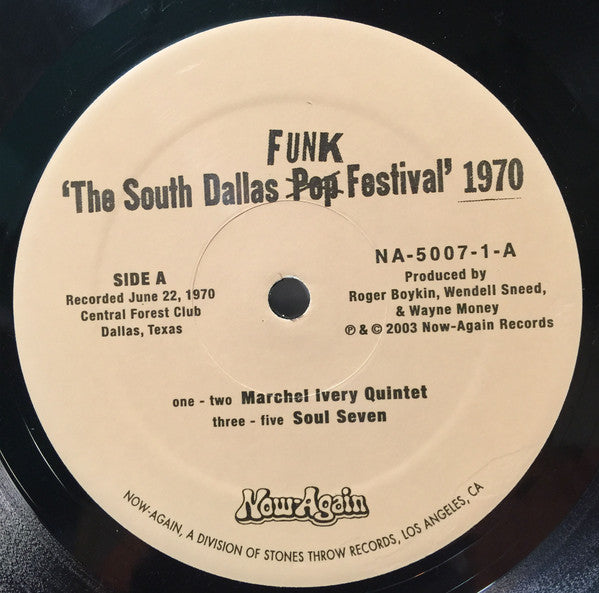 FUNK
'The South Dallas Pop Festival' 1970
SIDE A
Recorded June 22, 1970
Central Forest Club
Dallas, Texas
NA-5007-1-A
Produced by
Roger Boykin, Wendell Sneed,
& Wayne Money
℗ & © 2003 Now-Again Records
one - two Marchel Ivery Quintet
three - five Soul Seven
Now-Again
NOW-AGAIN, A DIVISION OF STONES THROW RECORDS, LOS ANGELES, CA